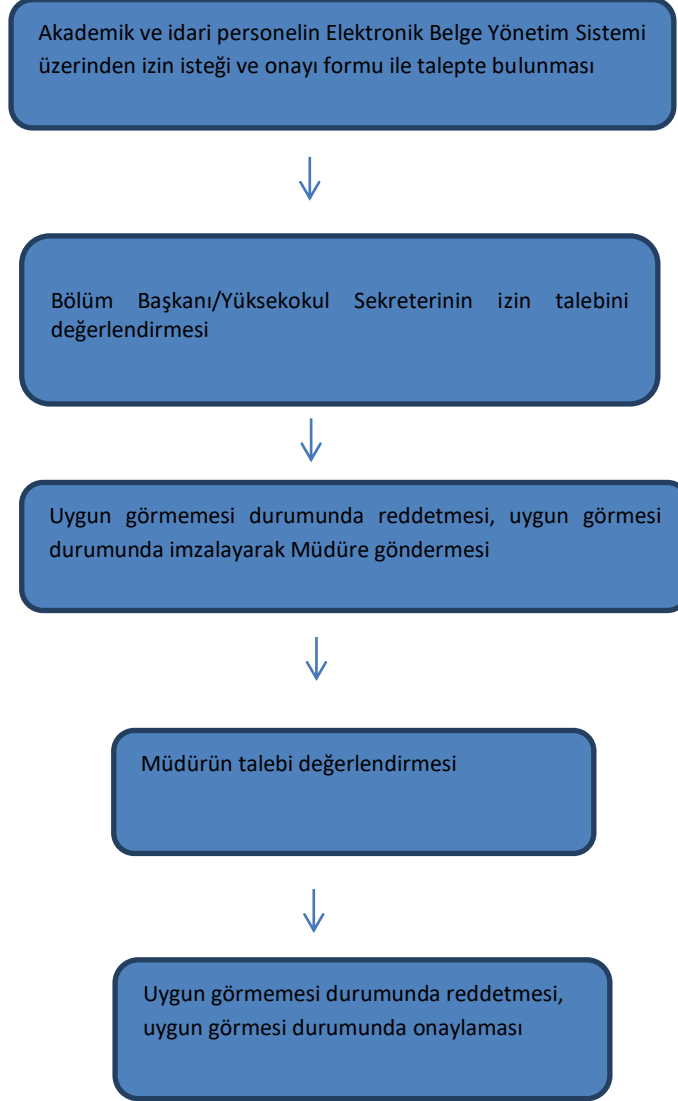 Akademik ve idari personelin Elektronik Belge Yönetim Sistemi
üzerinden izin isteği ve onayı formu ile talepte bulunması
Bölüm Başkanı/Yüksekokul Sekreterinin izin talebini
değerlendirmesi
Uygun görmemesi durumunda reddetmesi, uygun görmesi
durumunda imzalayarak Müdüre göndermesi
Müdürün talebi değerlendirmesi
Uygun görmemesi durumunda reddetmesi,
uygun görmesi durumunda onaylaması